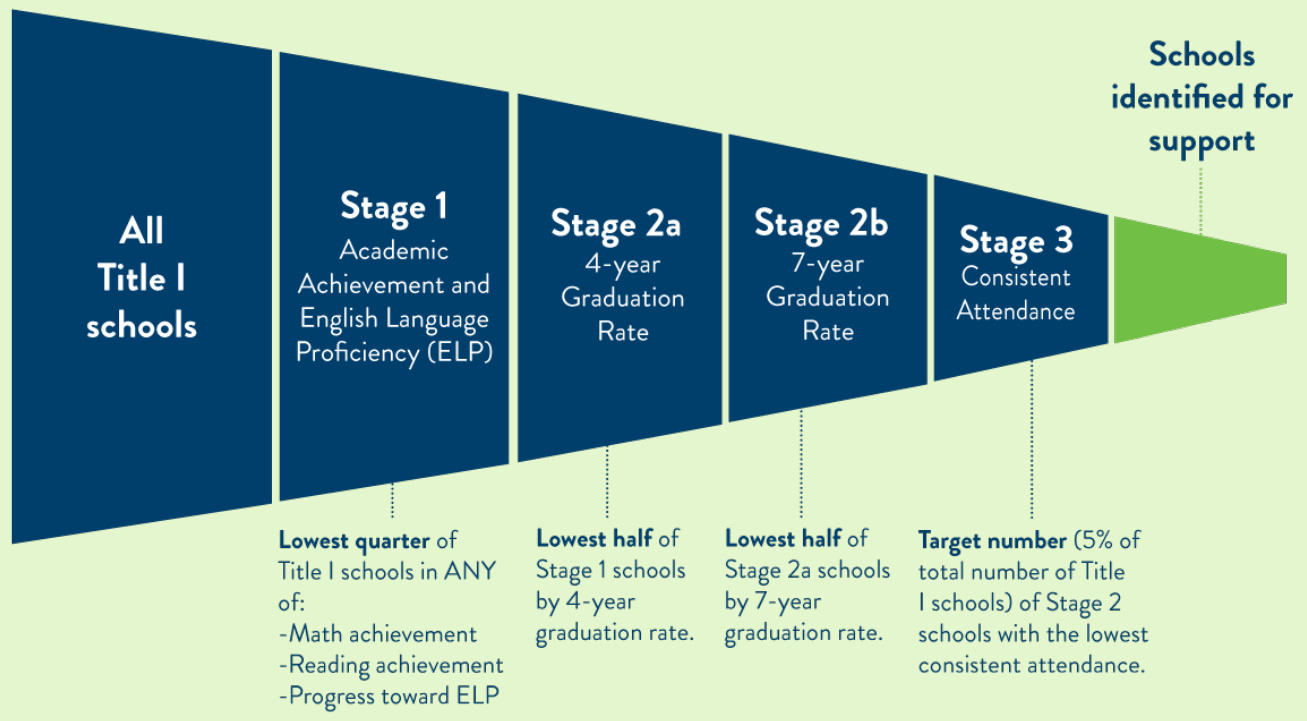 All
Title I
schools
Stage 1
Academic
Achievement and
English Language
Proficiency (ELP)
Stage 2a
4-year
Graduation
Rate
Stage 2b
7-year
Graduation
Rate
Stage 3
Consistent
Attendance
Schools
identified for
support
Lowest quarter of
Title I schools in ANY
of:
-Math achievement
-Reading achievement
-Progress toward ELP
Lowest half of
Stage 1 schools
by 4-year
graduation rate.
Lowest half of
Stage 2a schools
by 7-year
graduation rate.
Target number (5% of
total number of Title
I schools) of Stage 2
schools with the lowest
consistent attendance.